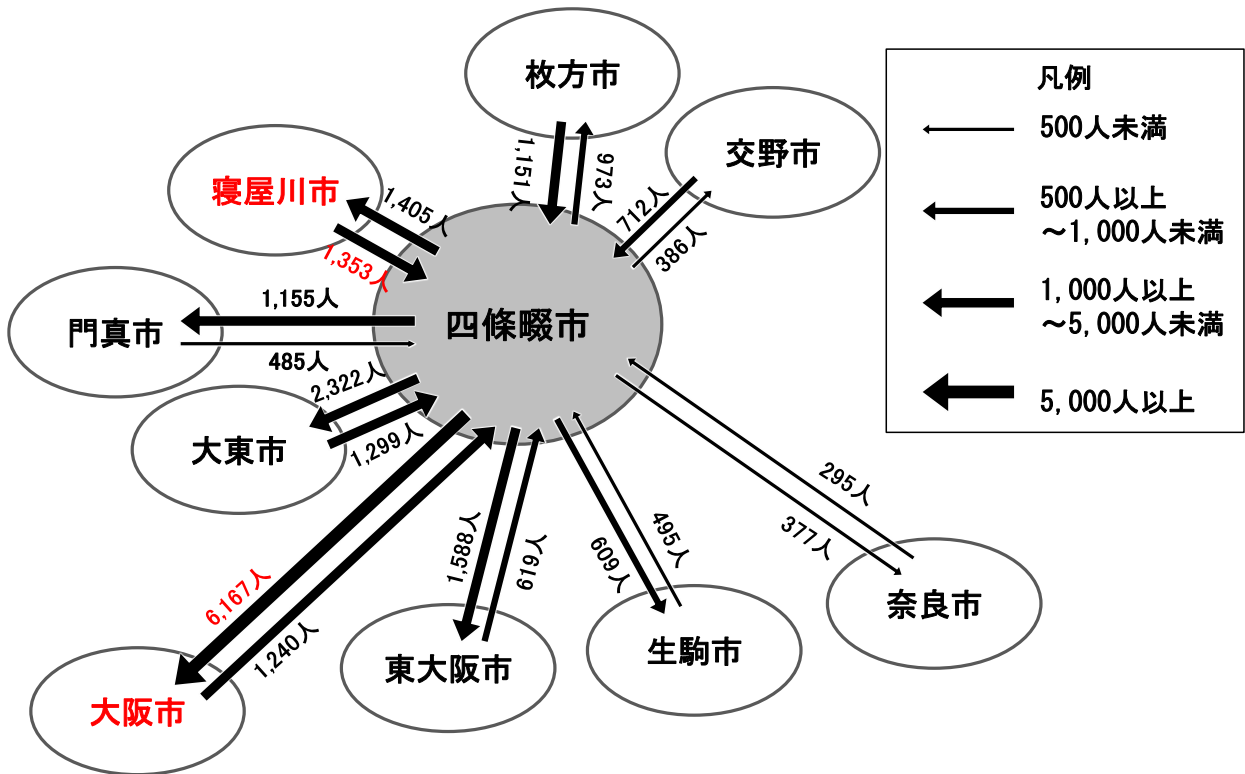 枚方市
交野市
寝屋川市
門真市
大東市
大阪市
東大阪市
生駒市
奈良市
四條畷市
1,151人
973人
712人
386人
1,405人
1,353人
1,155人
485人
2,322人
1,299人
6,167人
1,240人
1,588人
619人
609人
495人
295人
377人
凡例
500人未満
500人以上
～1,000人未満
1,000人以上
～5,000人未満
5,000人以上